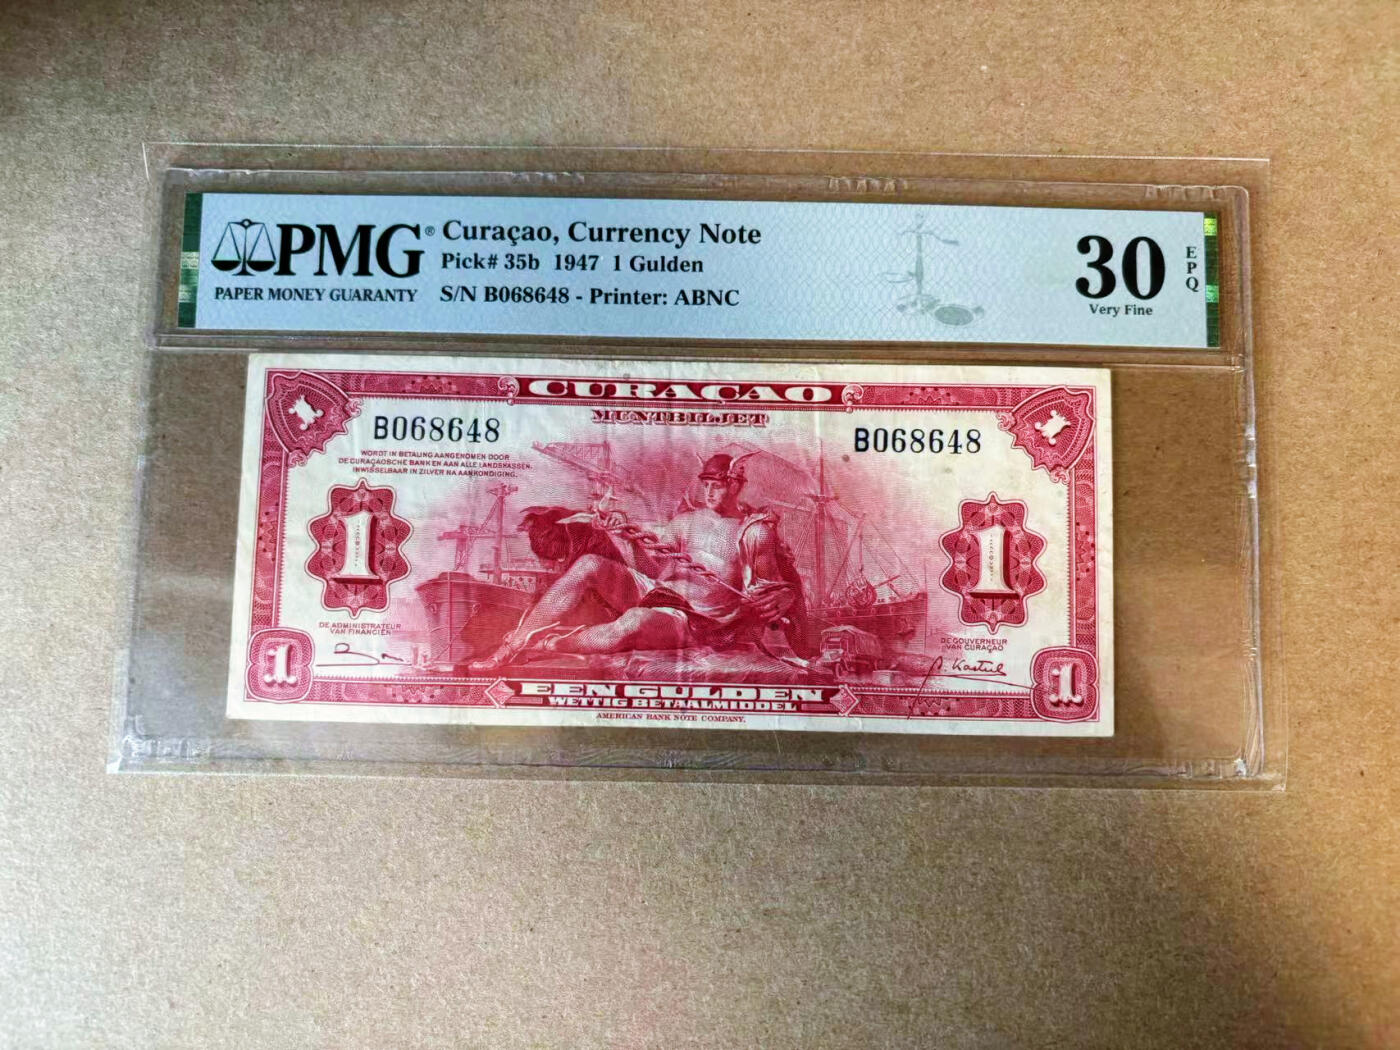 PMG® Curaçao, Currency Note
Pick# 35b 1947 1 Gulden
PAPER MONEY GUARANTY S/N B068648 - Printer: ABNC
30
EPQ
Very Fine
CURAÇAO
MUNTBILJET
1
1
B068648
B068648
WORDT IN BETALING AANGENOMEN DOOR
DE CURAÇAOSCHE BANK EN AAN ALLE LANDSKASSEN.
INWISSELBAAR IN ZILVER NA AANKONDIGING.
1
1
DE ADMINISTRATEUR
VAN FINANCIËN
DE GOUVERNEUR
VAN CURAÇAO
1
1
EEN GULDEN
WETTIG BETAALMIDDEL
AMERICAN BANK NOTE COMPANY.